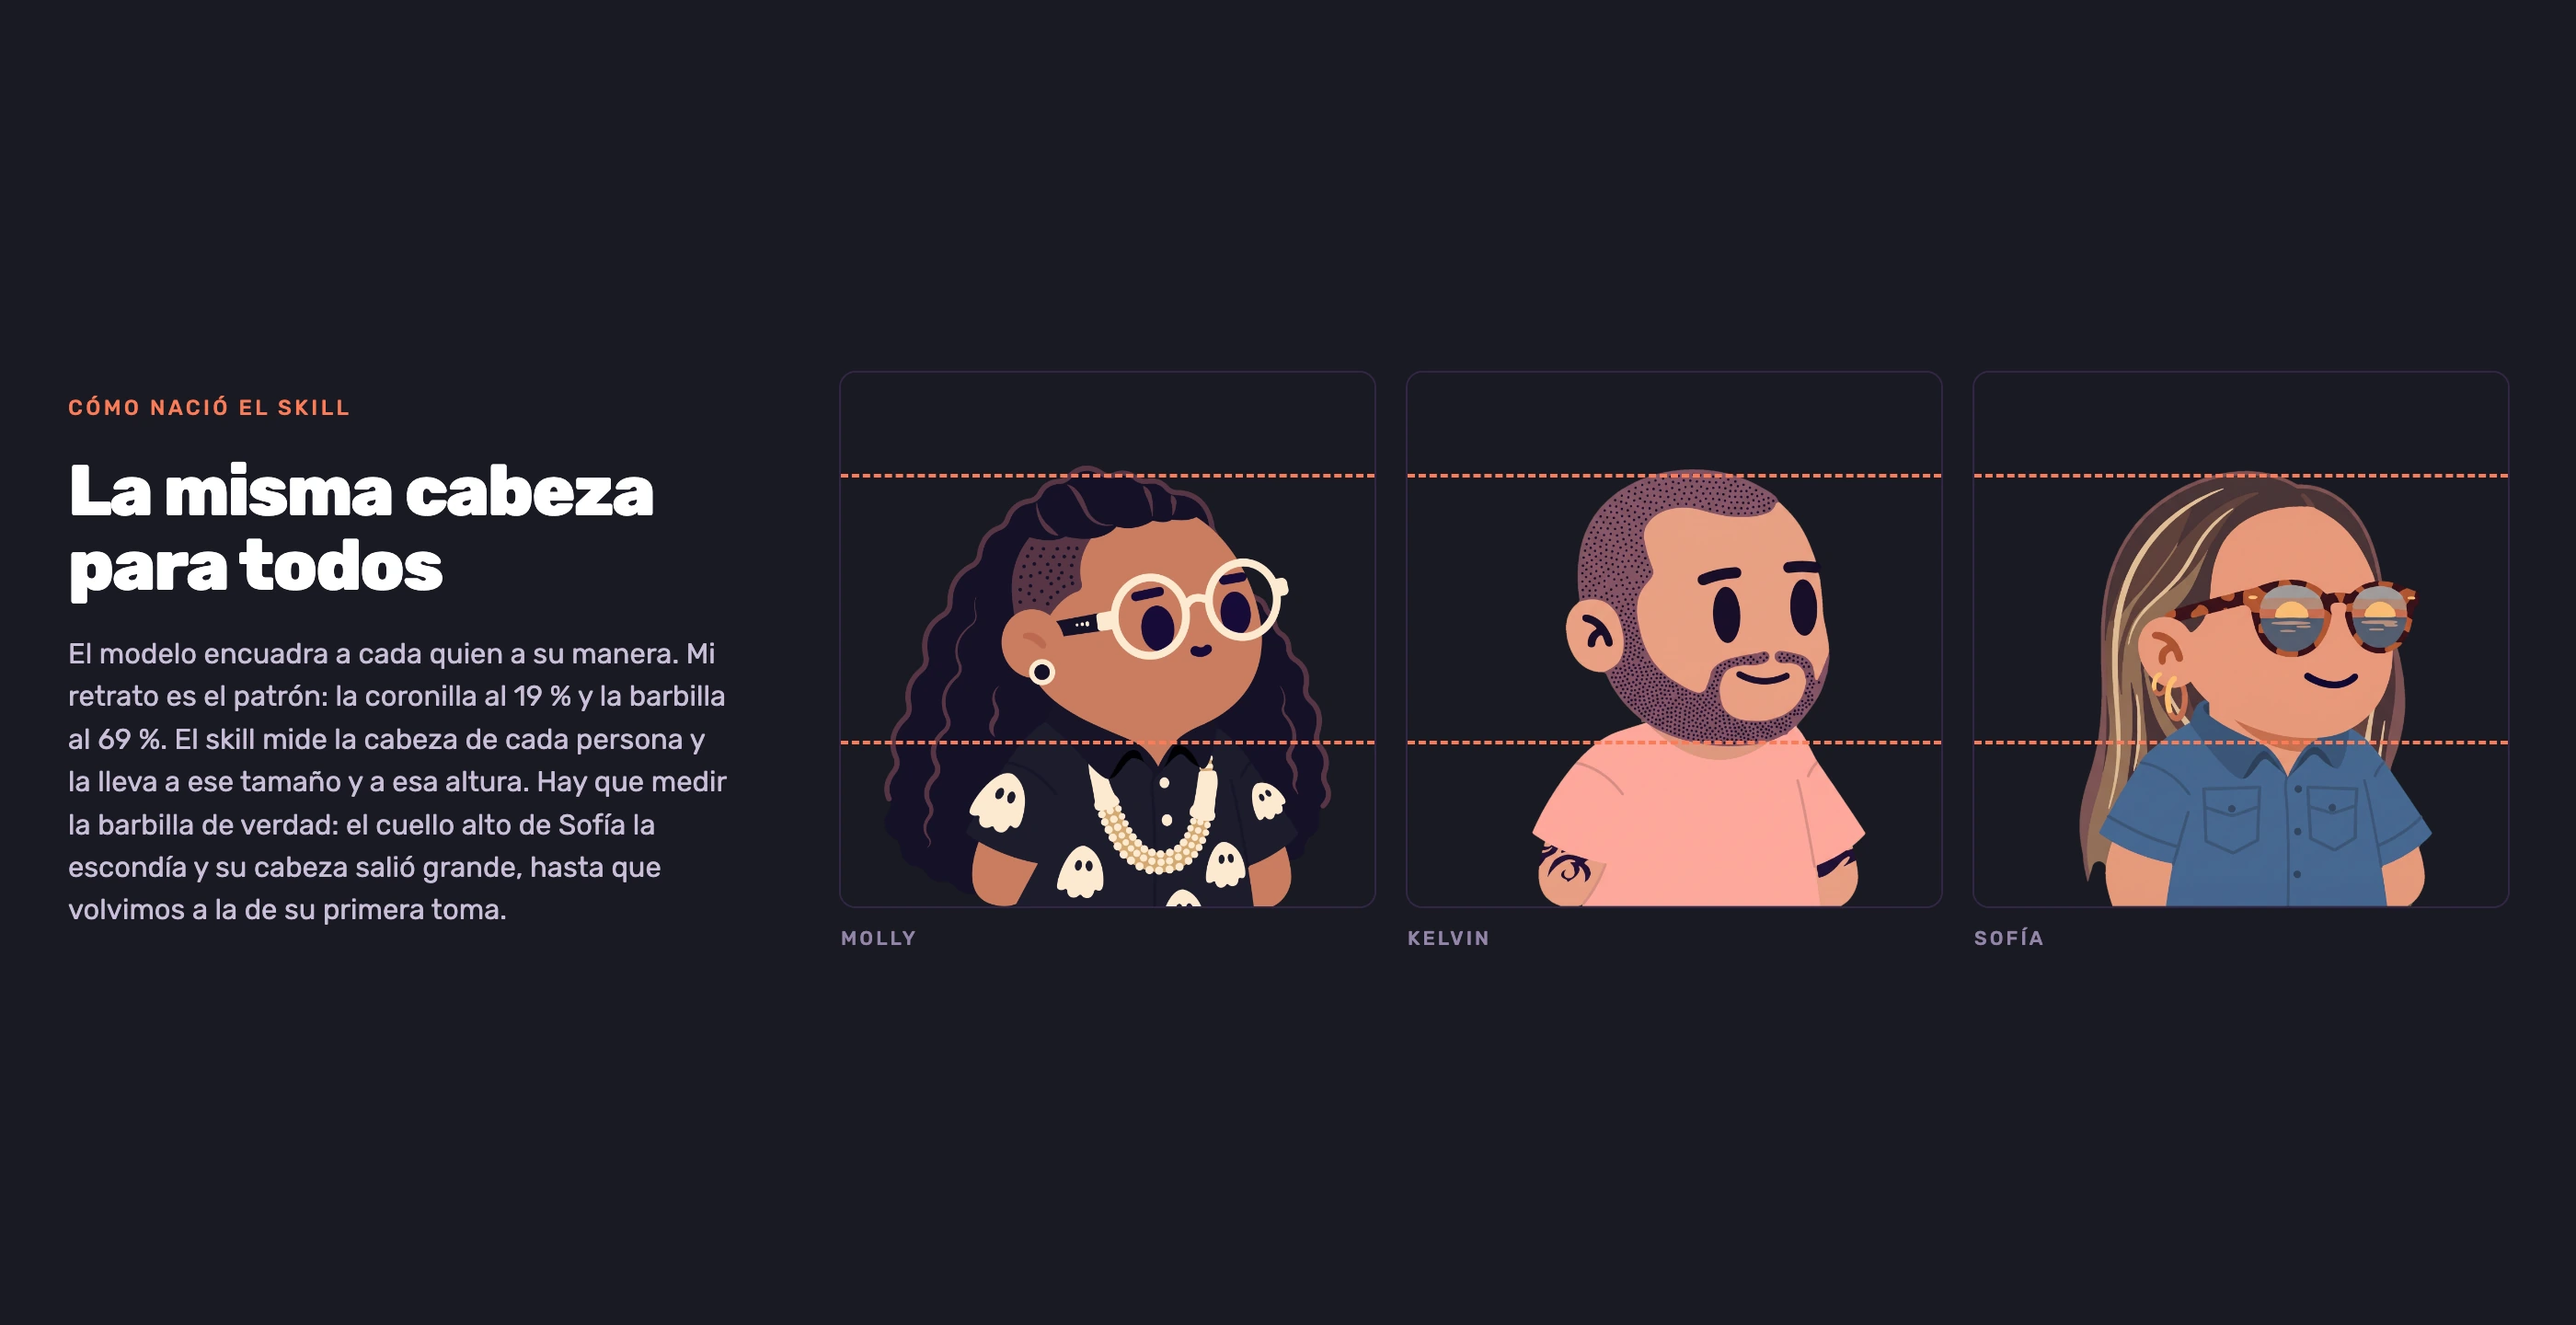 CÓMO NACIÓ EL SKILL
La misma cabeza
para todos
El modelo encuadra a cada quien a su manera. Mi
retrato es el patrón: la coronilla al 19 % y la barbilla
al 69 %. El skill mide la cabeza de cada persona y
la lleva a ese tamaño y a esa altura. Hay que medir
la barbilla de verdad: el cuello alto de Sofía la
escondía y su cabeza salió grande, hasta que
volvimos a la de su primera toma.
MOLLY
KELVIN
SOFÍA